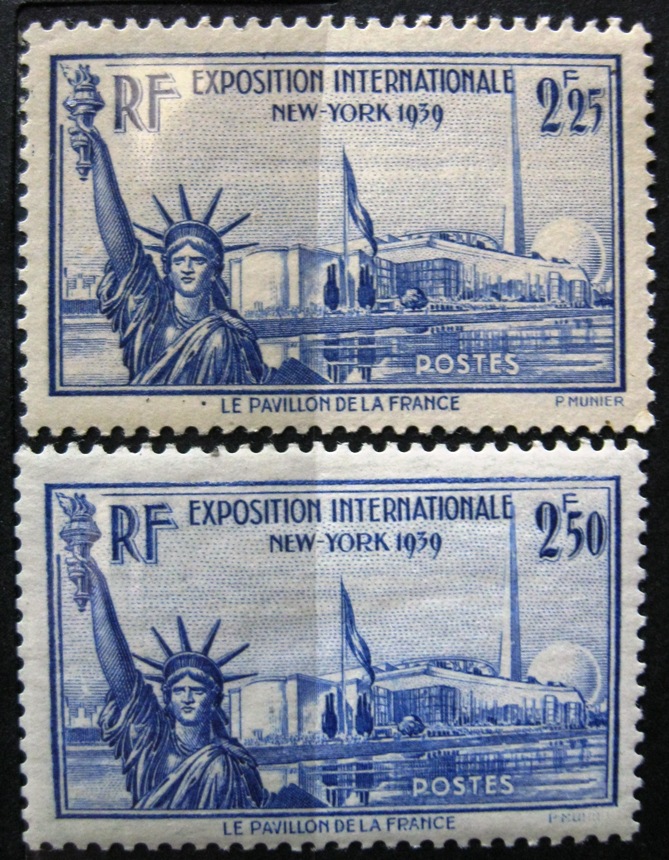 RF EXPOSITION INTERNATIONALE 2F25
NEW-YORK 1939
POSTES
LE PAVILLON DE LA FRANCE P.MUNIER
RF EXPOSITION INTERNATIONALE 2F50
NEW-YORK 1939
POSTES
LE PAVILLON DE LA FRANCE P.MUNIER